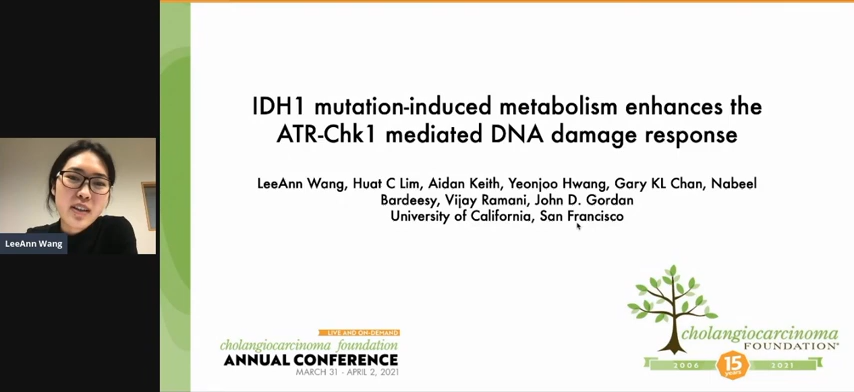 IDH1 mutation-induced metabolism enhances the
ATR-Chk1 mediated DNA damage response
LeeAnn Wang, Huat C Lim, Aidan Keith, Yeonjoo Hwang, Gary KL Chan, Nabeel
Bardeesy, Vijay Ramani, John D. Gordan
University of California, San Francisco
LeeAnn Wang
LIVE AND ON-DEMAND
cholangiocarcinoma foundation
ANNUAL CONFERENCE
MARCH 31 - APRIL 2, 2021
cholangiocarcinoma
FOUNDATION
2006 15 years 2021